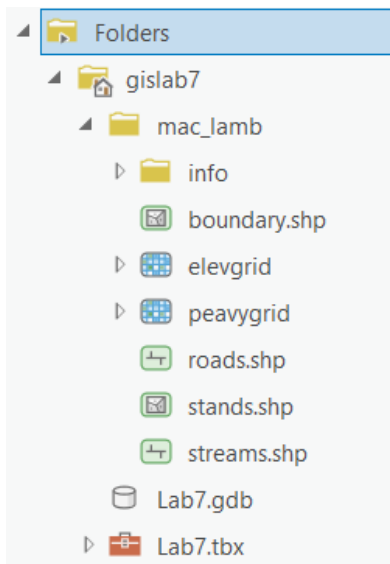 Folders
gislab7
mac_lamb
info
boundary.shp
elevgrid
peavygrid
roads.shp
stands.shp
streams.shp
Lab7.gdb
Lab7.tbx